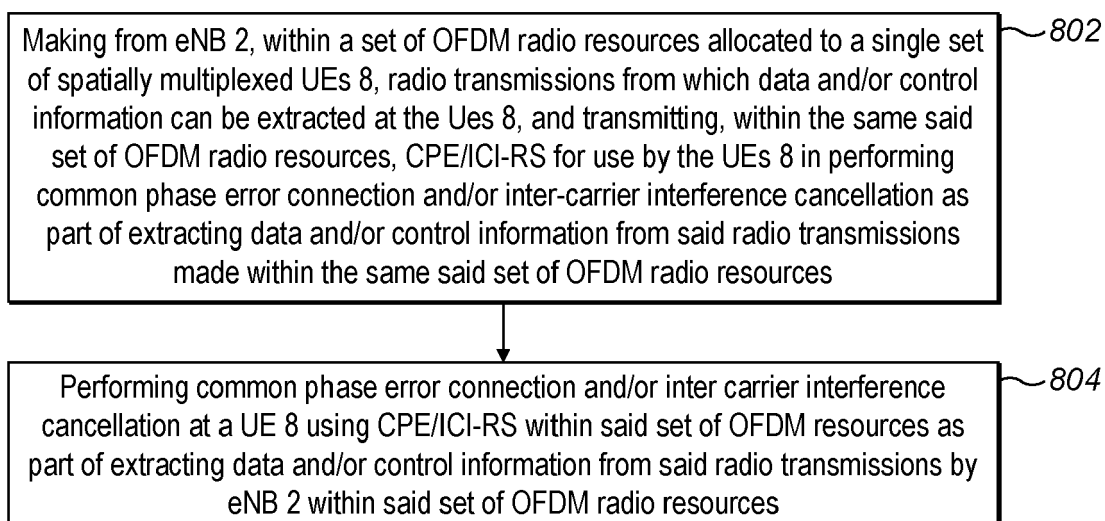 Making from eNB 2, within a set of OFDM radio resources allocated to a single set
802
of spatially multiplexed UEs 8, radio transmissions from which data and/or control
information can be extracted at the Ues 8, and transmitting, within the same said
set of OFDM radio resources, CPE/ICI-RS for use by the UEs 8 in performing
common phase error connection and/or inter-carrier interference cancellation as
part of extracting data and/or control information from said radio transmissions
made within the same said set of OFDM radio resources
Performing common phase error connection and/or inter carrier interference
804
cancellation at a UE 8 using CPE/ICI-RS within said set of OFDM resources as
part of extracting data and/or control information from said radio transmissions by
eNB 2 within said set of OFDM radio resources